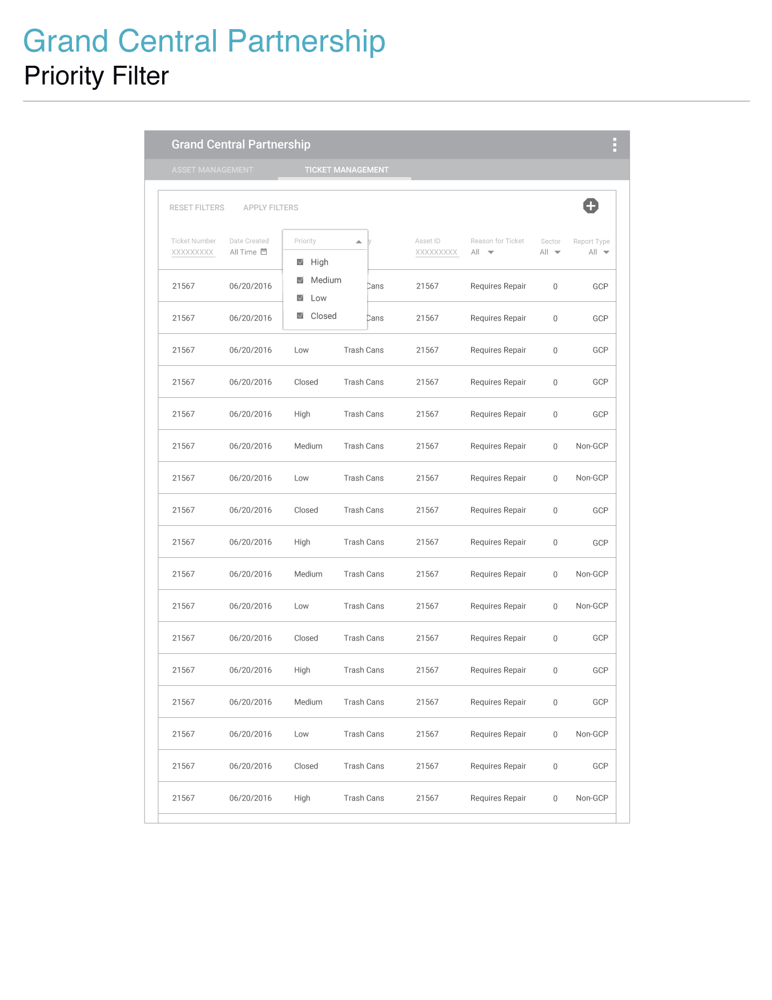 Grand Central Partnership
Priority Filter
Grand Central Partnership
ASSET MANAGEMENT TICKET MANAGEMENT
RESET FILTERS APPLY FILTERS
Ticket Number Date Created Priority y Asset ID Reason for Ticket Sector Report Type
XXXXXXXXX All Time XXXXXXXXX All All All
High
Medium
Low
Closed
21567 06/20/2016 Cans 21567 Requires Repair 0 GCP
21567 06/20/2016 Cans 21567 Requires Repair 0 GCP
21567 06/20/2016 Low Trash Cans 21567 Requires Repair 0 GCP
21567 06/20/2016 Closed Trash Cans 21567 Requires Repair 0 GCP
21567 06/20/2016 High Trash Cans 21567 Requires Repair 0 GCP
21567 06/20/2016 Medium Trash Cans 21567 Requires Repair 0 Non-GCP
21567 06/20/2016 Low Trash Cans 21567 Requires Repair 0 Non-GCP
21567 06/20/2016 Closed Trash Cans 21567 Requires Repair 0 GCP
21567 06/20/2016 High Trash Cans 21567 Requires Repair 0 GCP
21567 06/20/2016 Medium Trash Cans 21567 Requires Repair 0 Non-GCP
21567 06/20/2016 Low Trash Cans 21567 Requires Repair 0 Non-GCP
21567 06/20/2016 Closed Trash Cans 21567 Requires Repair 0 GCP
21567 06/20/2016 High Trash Cans 21567 Requires Repair 0 GCP
21567 06/20/2016 Medium Trash Cans 21567 Requires Repair 0 GCP
21567 06/20/2016 Low Trash Cans 21567 Requires Repair 0 Non-GCP
21567 06/20/2016 Closed Trash Cans 21567 Requires Repair 0 GCP
21567 06/20/2016 High Trash Cans 21567 Requires Repair 0 Non-GCP